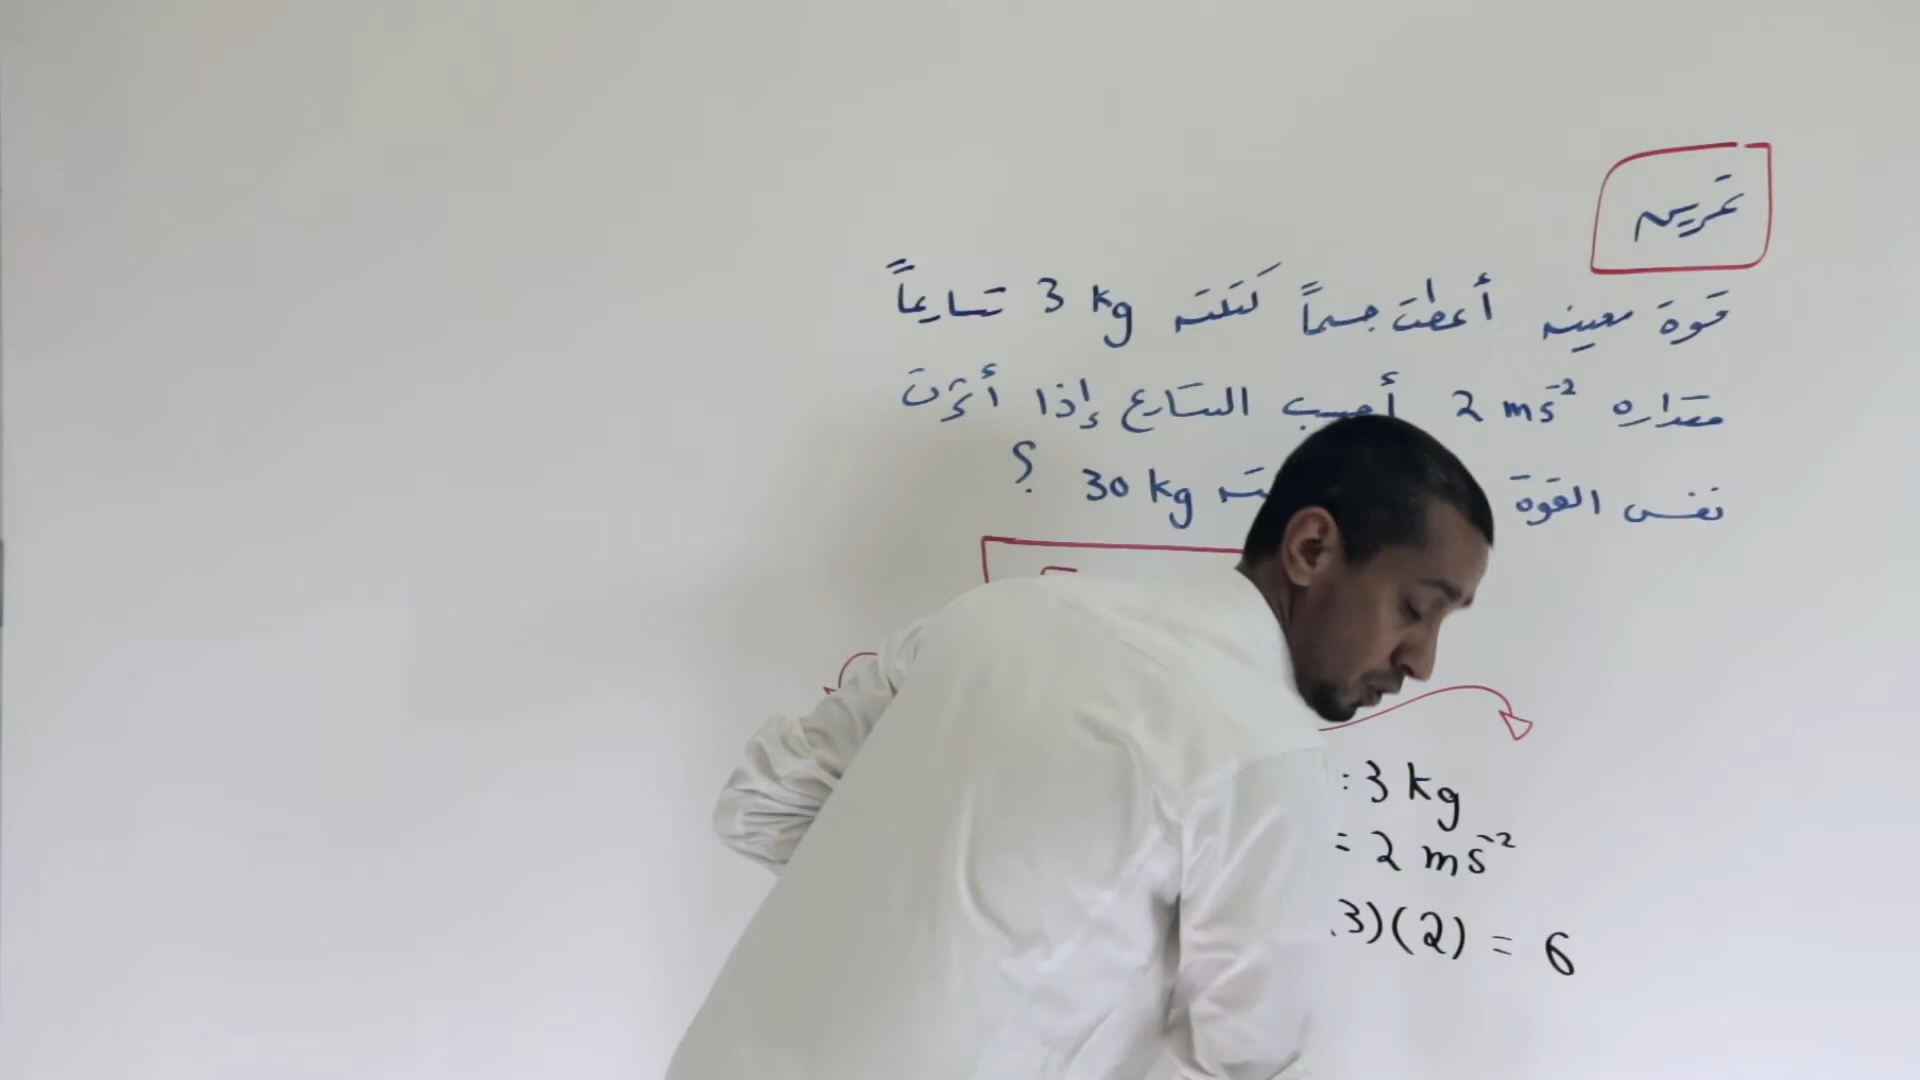 تمرين
قوة معينه أعطت جسماً كتلته 3 kg تسارعاً
مقداره 2 ms⁻² أحسب التسارع إذا أثرت
نفس القوة 30 kg ؟
: 3 kg
= 2 ms⁻²
3)(2) = 6